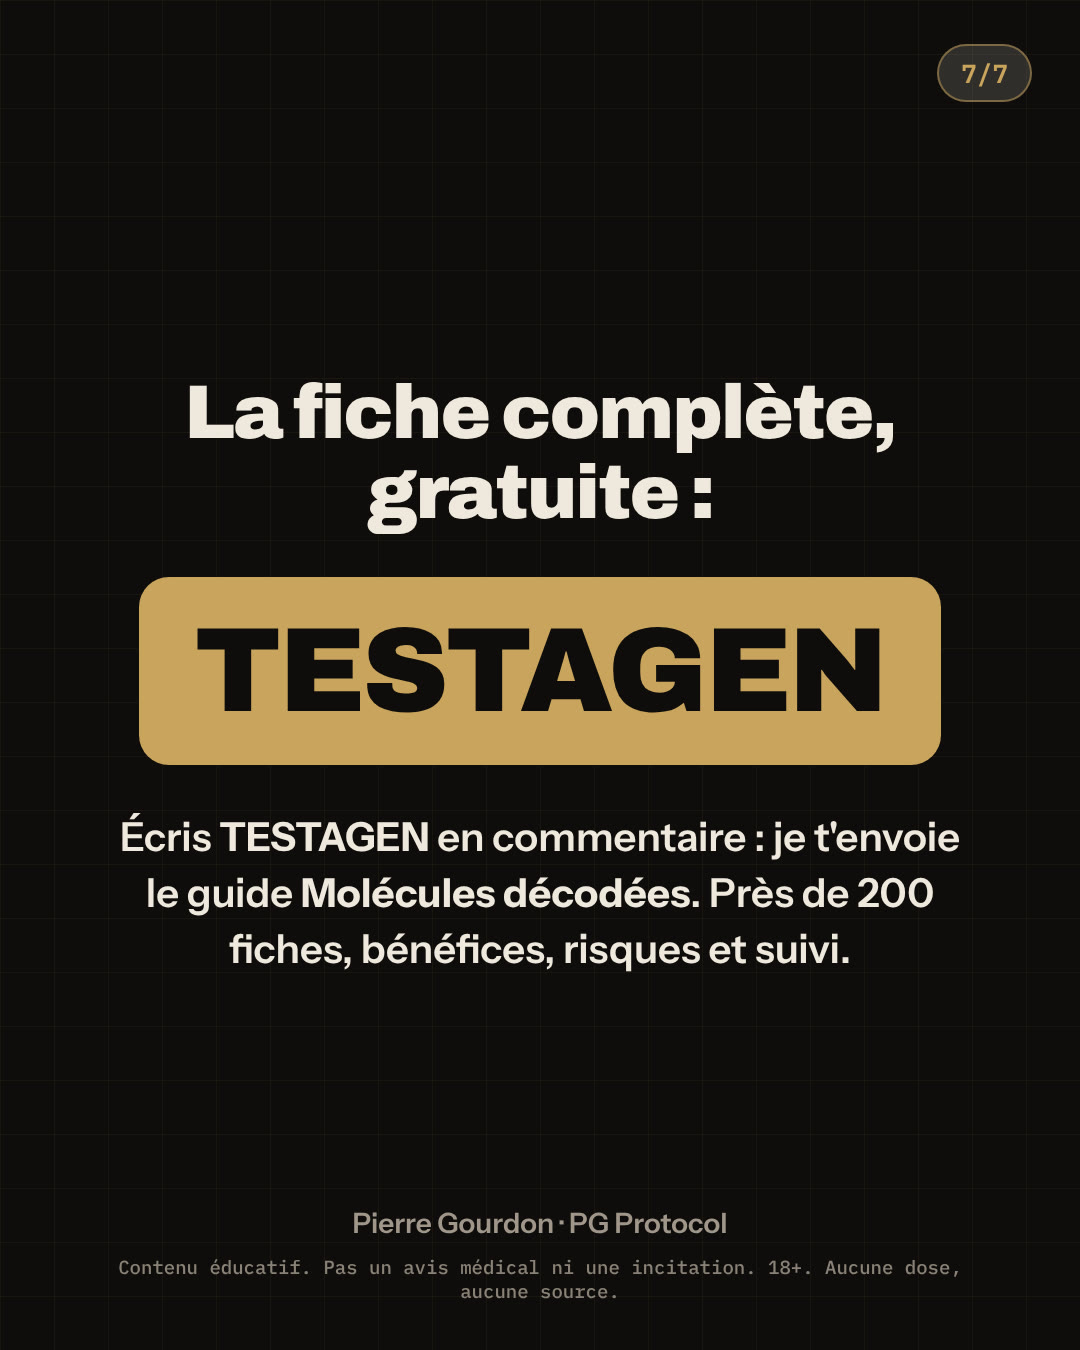 7/7
La fiche complète,
gratuite :
TESTAGEN
Écris TESTAGEN en commentaire : je t'envoie
le guide Molécules décodées. Près de 200
fiches, bénéfices, risques et suivi.
Pierre Gourdon · PG Protocol
Contenu éducatif. Pas un avis médical ni une incitation. 18+. Aucune dose,
aucune source.